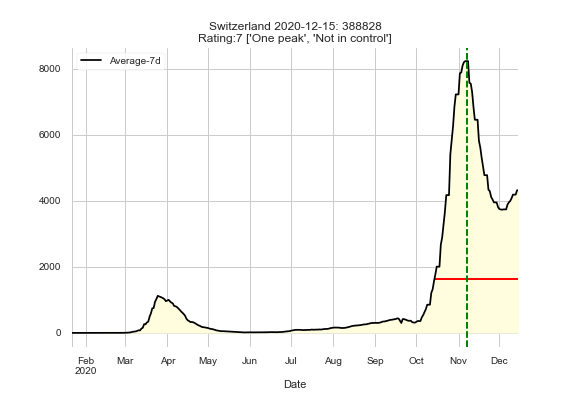 Switzerland 2020-12-15: 388828
Rating:7 ['One peak', 'Not in control']
Average-7d
8000
6000
4000
2000
0
Feb Mar Apr May Jun Jul Aug Sep Oct Nov Dec
2020
Date